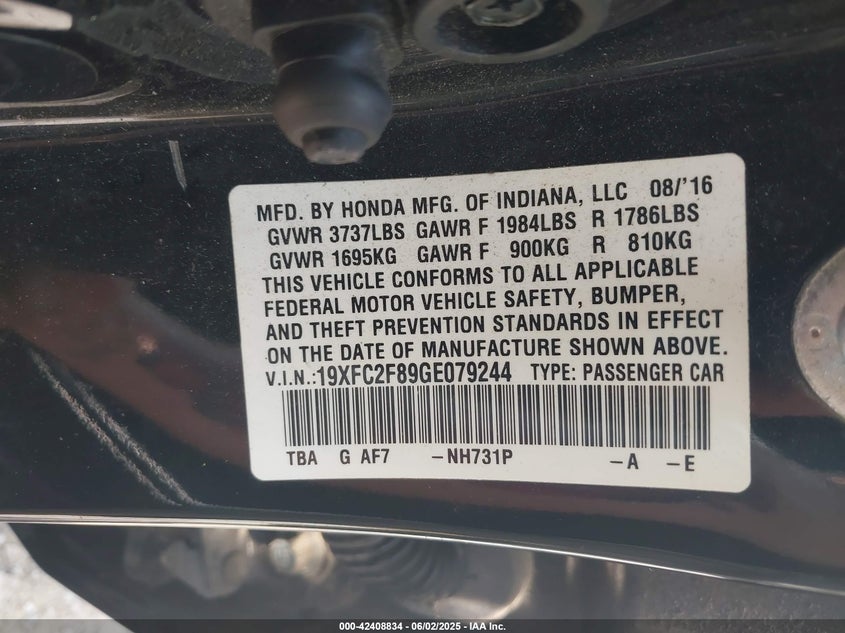 MFD. BY HONDA MFG. OF INDIANA, LLC 08/'16
GVWR 3737LBS GAWR F 1984LBS R 1786LBS
GVWR 1695KG GAWR F 900KG R 810KG
THIS VEHICLE CONFORMS TO ALL APPLICABLE
FEDERAL MOTOR VEHICLE SAFETY, BUMPER,
AND THEFT PREVENTION STANDARDS IN EFFECT
ON THE DATE OF MANUFACTURE SHOWN ABOVE.
V.I.N.:19XFC2F89GE079244 TYPE: PASSENGER CAR
TBA G AF7 -NH731P -A -E
000-42408834 - 06/02/2025 - IAA Inc.